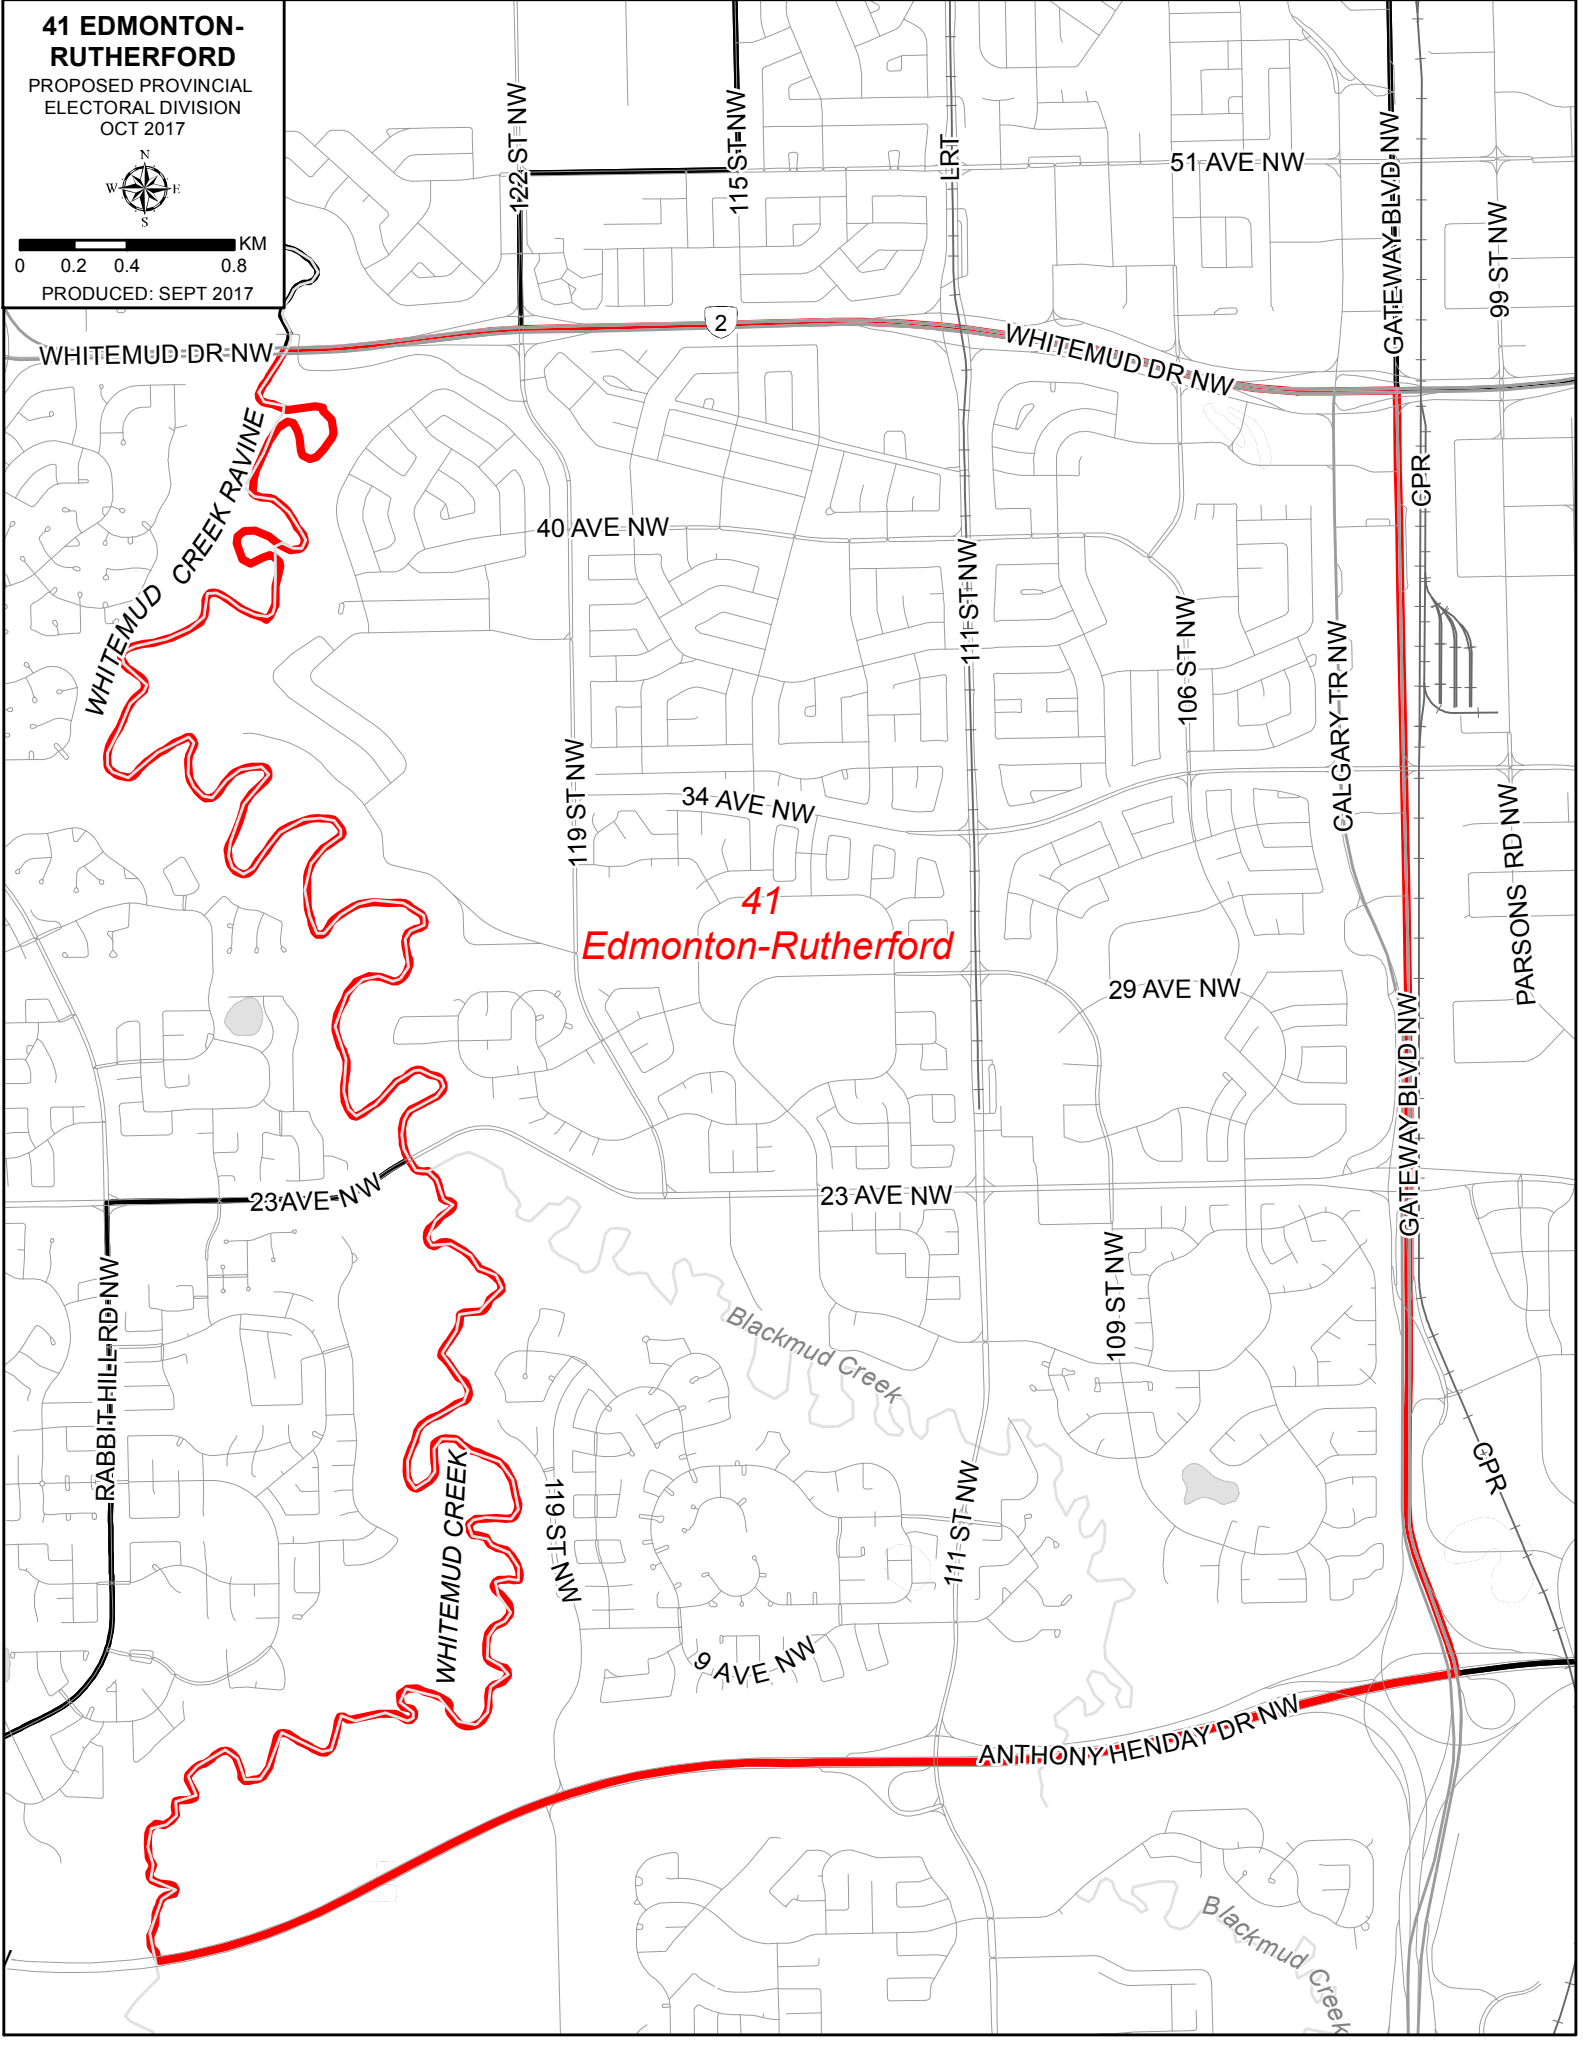 41 EDMONTON-
RUTHERFORD
PROPOSED PROVINCIAL
ELECTORAL DIVISION
OCT 2017
N
W E
S
KM
0 0.2 0.4 0.8
PRODUCED: SEPT 2017
122 ST NW
115 ST NW
LRT
51 AVE NW
GATEWAY BLVD NW
99 ST NW
2
WHITEMUD DR NW
WHITEMUD DR NW
WHITEMUD CREEK RAVINE
CPR
40 AVE NW
111 ST NW
106 ST NW
CALGARY TR NW
119 ST NW
34 AVE NW
PARSONS RD NW
41
Edmonton-Rutherford
29 AVE NW
GATEWAY BLVD NW
23 AVE NW
23 AVE NW
RABBIT HILL RD NW
109 ST NW
Blackmud Creek
WHITEMUD CREEK
119 ST NW
111 ST NW
CPR
9 AVE NW
ANTHONY HENDAY DR NW
Blackmud Creek